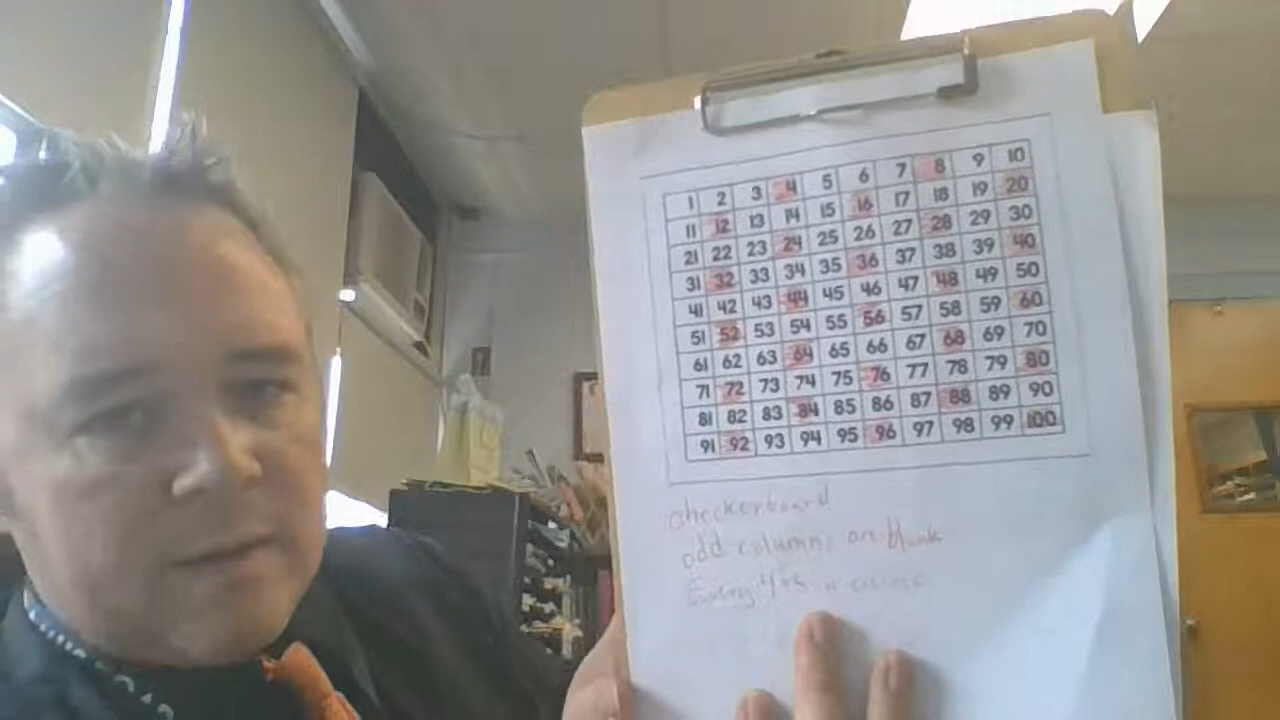 1 2 3 4 5 6 7 8 9 10
11 12 13 14 15 16 17 18 19 20
21 22 23 24 25 26 27 28 29 30
31 32 33 34 35 36 37 38 39 40
41 42 43 44 45 46 47 48 49 50
51 52 53 54 55 56 57 58 59 60
61 62 63 64 65 66 67 68 69 70
71 72 73 74 75 76 77 78 79 80
81 82 83 84 85 86 87 88 89 90
91 92 93 94 95 96 97 98 99 100
checkerboard
odd columns are blank
Every